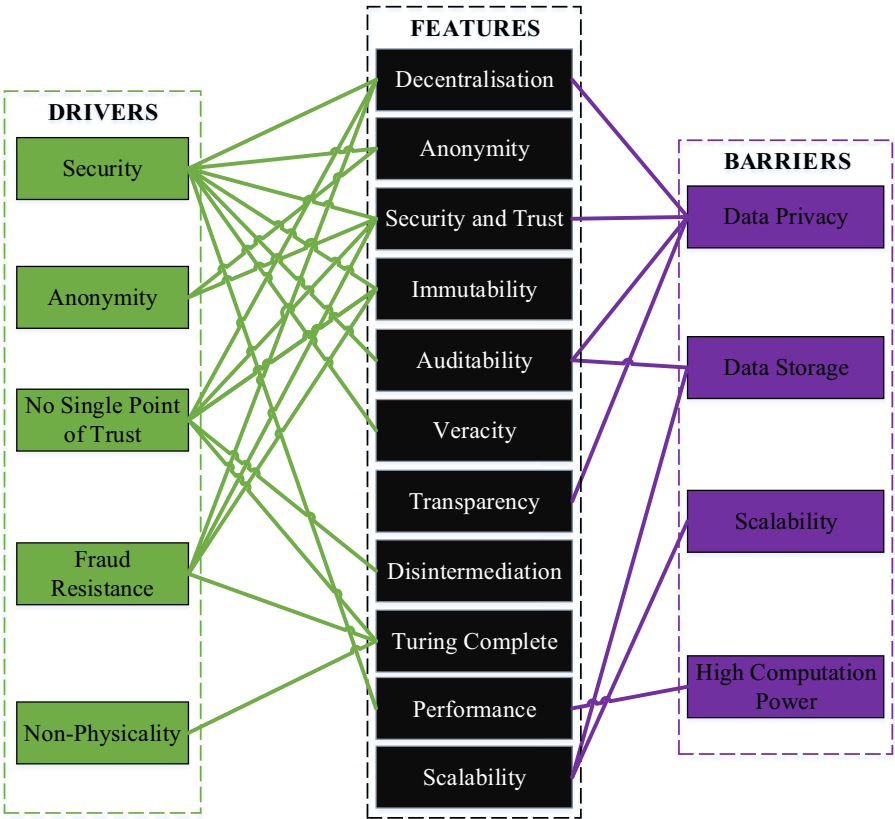 DRIVERS
Security
Anonymity
No Single Point
of Trust
Fraud
Resistance
Non-Physicality
FEATURES
Decentralisation
Anonymity
Security and Trust
Immutability
Auditability
Veracity
Transparency
Disintermediation
Turing Complete
Performance
Scalability
BARRIERS
Data Privacy
Data Storage
Scalability
High Computation
Power